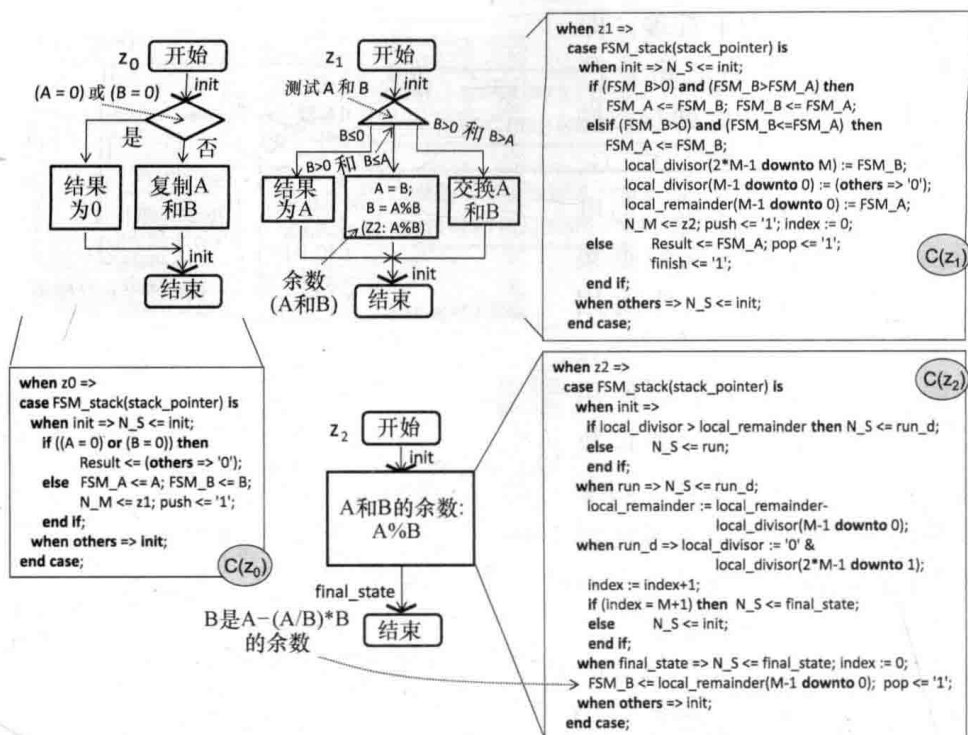 z0
开始
init
(A = 0) 或 (B = 0)
是
否
结果
为0
复制A
和B
init
结束
z1
开始
init
测试 A 和 B
B≤0
B>0 和 B≤A
B>0 和 B>A
结果
为A
A = B;
B = A%B
(Z2: A%B)
交换A
和B
余数
(A和B)
init
结束
when z1 =>
case FSM_stack(stack_pointer) is
when init => N_S <= init;
if (FSM_B>0) and (FSM_B>FSM_A) then
FSM_A <= FSM_B; FSM_B <= FSM_A;
elsif (FSM_B>0) and (FSM_B<=FSM_A) then
FSM_A <= FSM_B;
local_divisor(2*M-1 downto M) := FSM_B;
local_divisor(M-1 downto 0) := (others => '0');
local_remainder(M-1 downto 0) := FSM_A;
N_M <= z2; push <= '1'; index := 0;
else Result <= FSM_A; pop <= '1';
finish <= '1';
end if;
when others => N_S <= init;
end case;
C(z1)
when z0 =>
case FSM_stack(stack_pointer) is
when init => N_S <= init;
if ((A = 0) or (B = 0)) then
Result <= (others => '0');
else FSM_A <= A; FSM_B <= B;
N_M <= z1; push <= '1';
end if;
when others => init;
end case;
C(z0)
z2
开始
init
A和B的余数:
A%B
final_state
结束
B是A−(A/B)*B
的余数
when z2 =>
case FSM_stack(stack_pointer) is
when init =>
if local_divisor > local_remainder then N_S <= run_d;
else N_S <= run;
end if;
when run => N_S <= run_d;
local_remainder := local_remainder-
local_divisor(M-1 downto 0);
when run_d => local_divisor := '0' &
local_divisor(2*M-1 downto 1);
index := index+1;
if (index = M+1) then N_S <= final_state;
else N_S <= init;
end if;
when final_state => N_S <= final_state; index := 0;
FSM_B <= local_remainder(M-1 downto 0); pop <= '1';
when others => init;
end case;
C(z2)